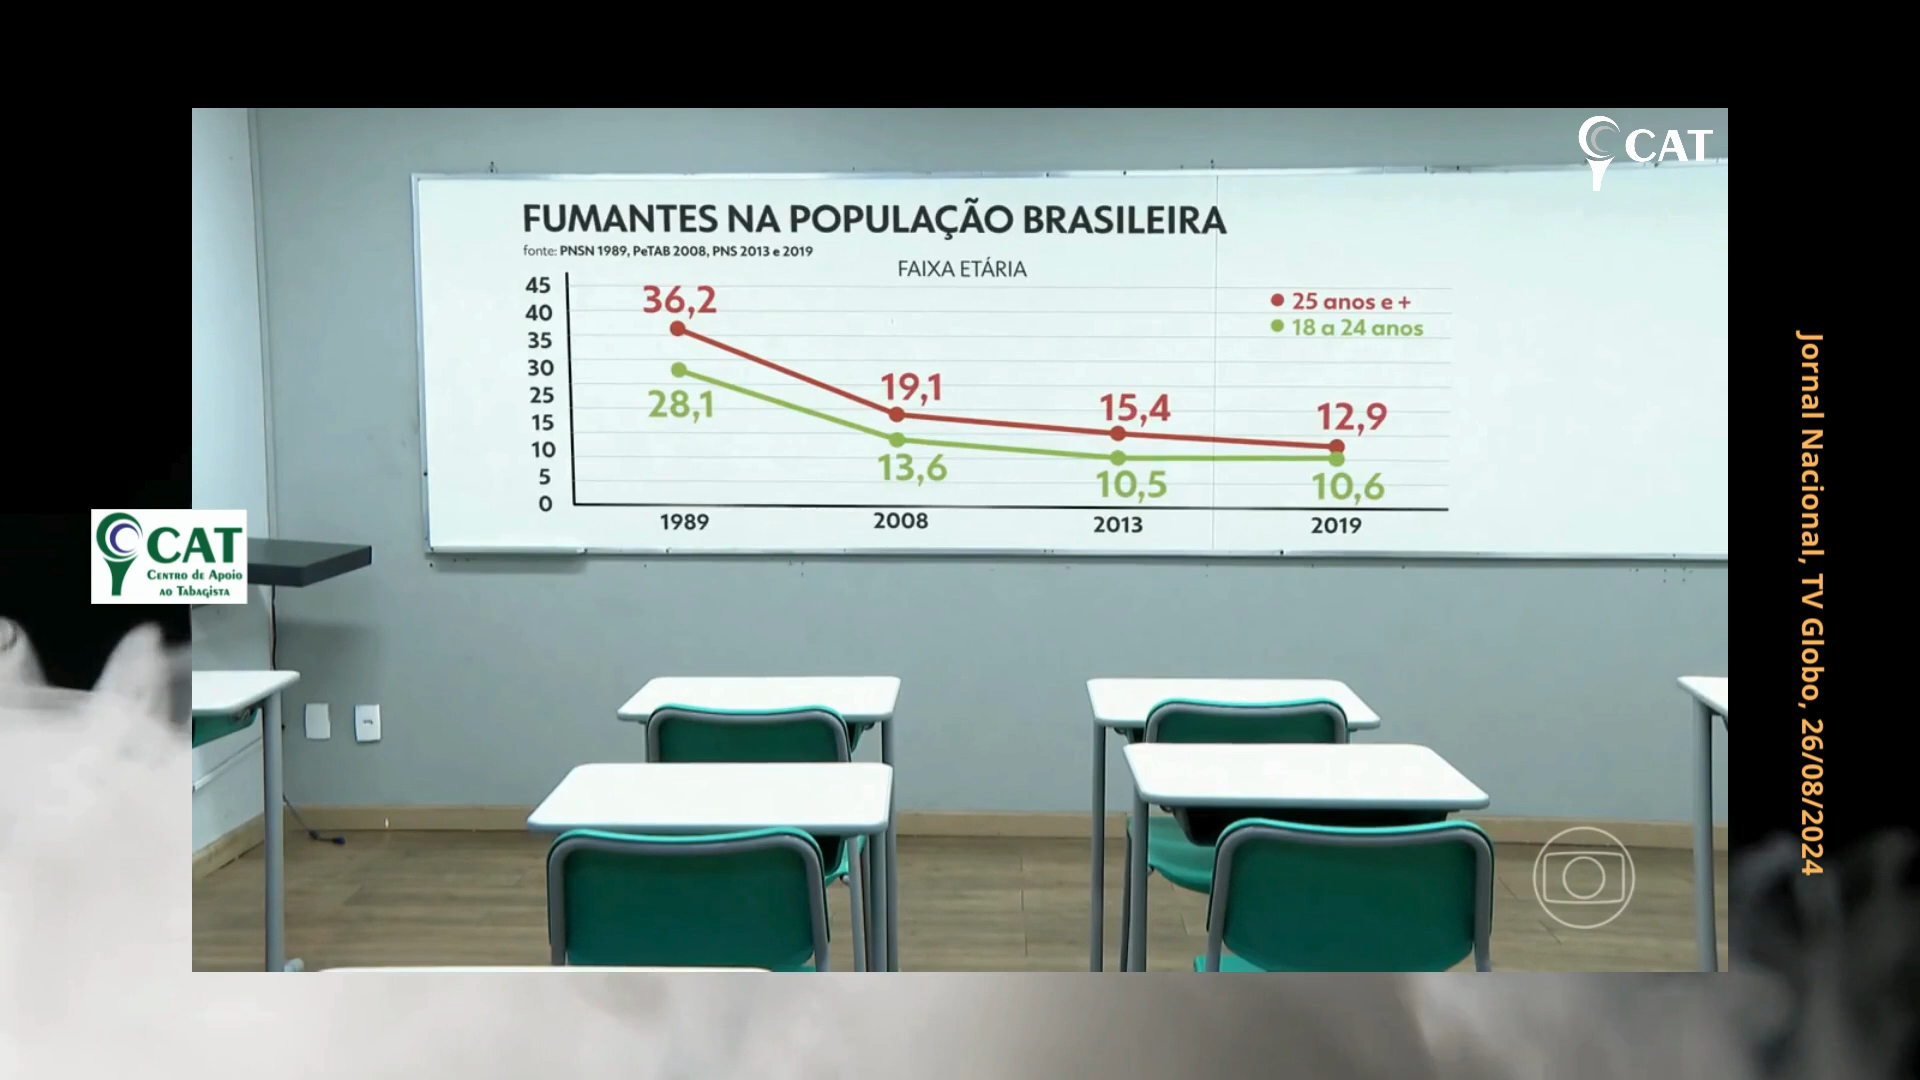 CAT
FUMANTES NA POPULAÇÃO BRASILEIRA
fonte: PNSN 1989, PeTAB 2008, PNS 2013 e 2019
FAIXA ETÁRIA
45
40
35
30
25
15
10
5
0
36,2
19,1
15,4
12,9
28,1
13,6
10,5
10,6
25 anos e +
18 a 24 anos
1989
2008
2013
2019
CAT
Centro de Apoio
ao Tabagista
Jornal Nacional, TV Globo, 26/08/2024